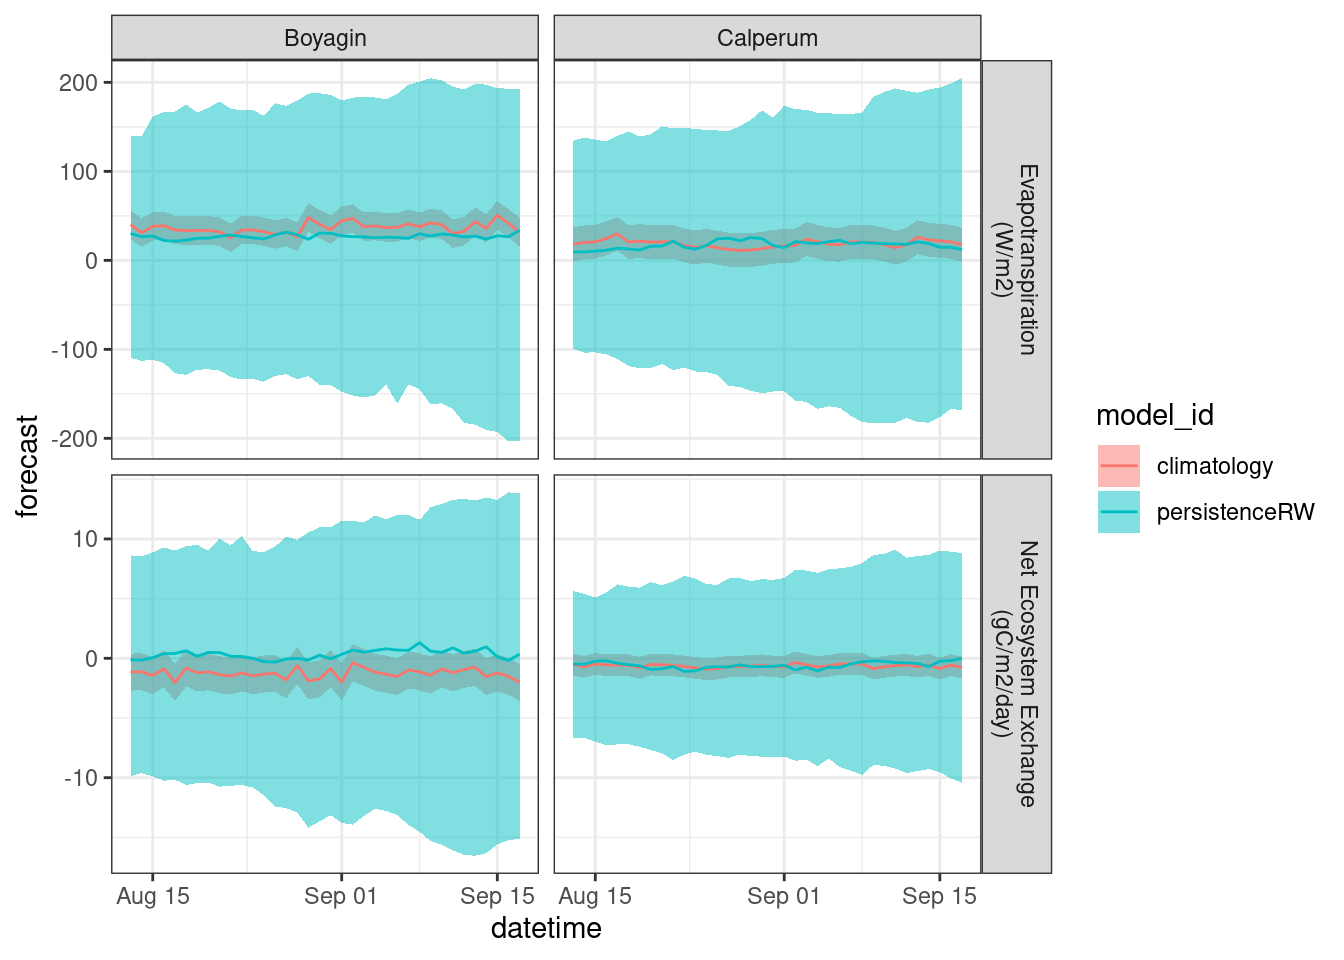 Boyagin
Calperum
200
100
0
-100
-200
Evapotranspiration
(W/m2)
10
0
-10
Net Ecosystem Exchange
(gC/m2/day)
forecast
Aug 15
Sep 01
Sep 15
Aug 15
Sep 01
Sep 15
datetime
model_id
climatology
persistenceRW